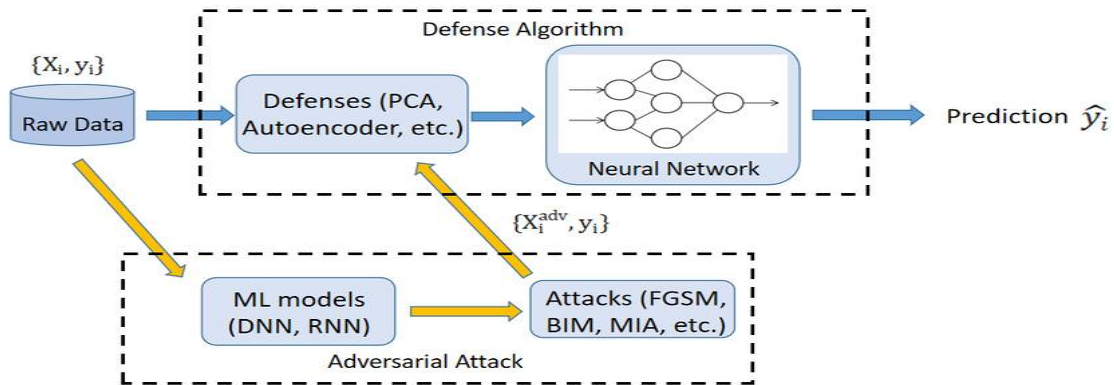 Defense Algorithm
{Xᵢ, yᵢ}
Raw Data
Defenses (PCA,
Autoencoder, etc.)
Neural Network
Prediction ŷᵢ
{Xᵢᵃᵈᵛ, yᵢ}
ML models
(DNN, RNN)
Attacks (FGSM,
BIM, MIA, etc.)
Adversarial Attack